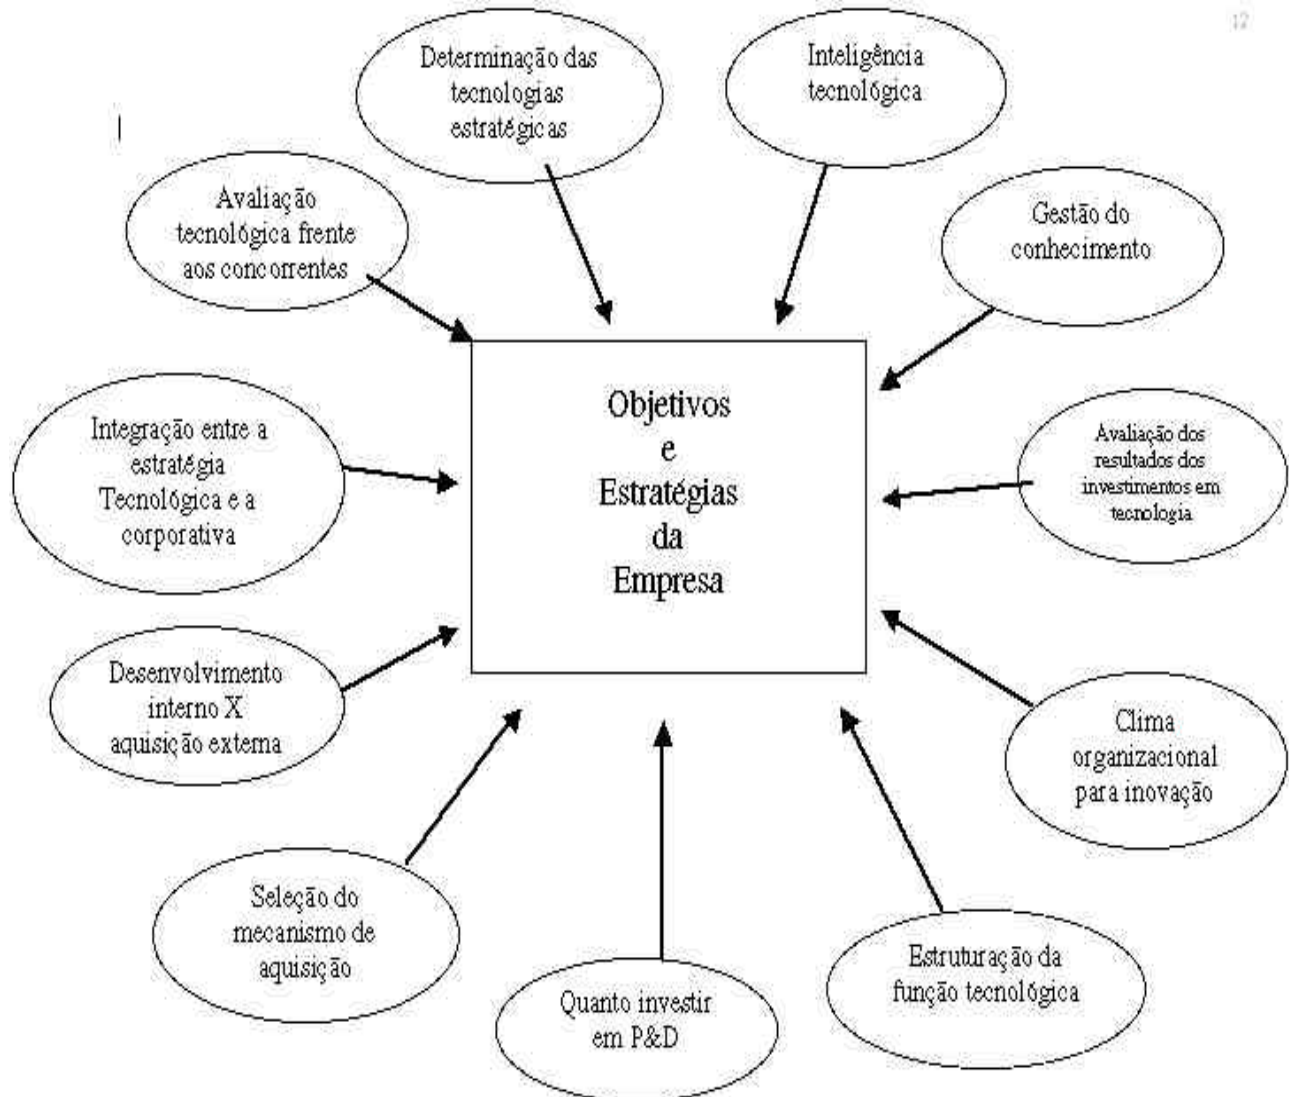 12
Determinação das
tecnologias
estratégicas
Inteligência
tecnológica
Avaliação
tecnológica frente
aos concorrentes
Gestão do
conhecimento
Objetivos
e
Estratégias
da
Empresa
Integração entre a
estratégia
Tecnológica e a
corporativa
Avaliação dos
resultados dos
investimentos em
tecnologia
Desenvolvimento
interno X
aquisição externa
Clima
organizacional
para inovação
Seleção do
mecanismo de
aquisição
Quanto investir
em P&D
Estruturação da
função tecnológica